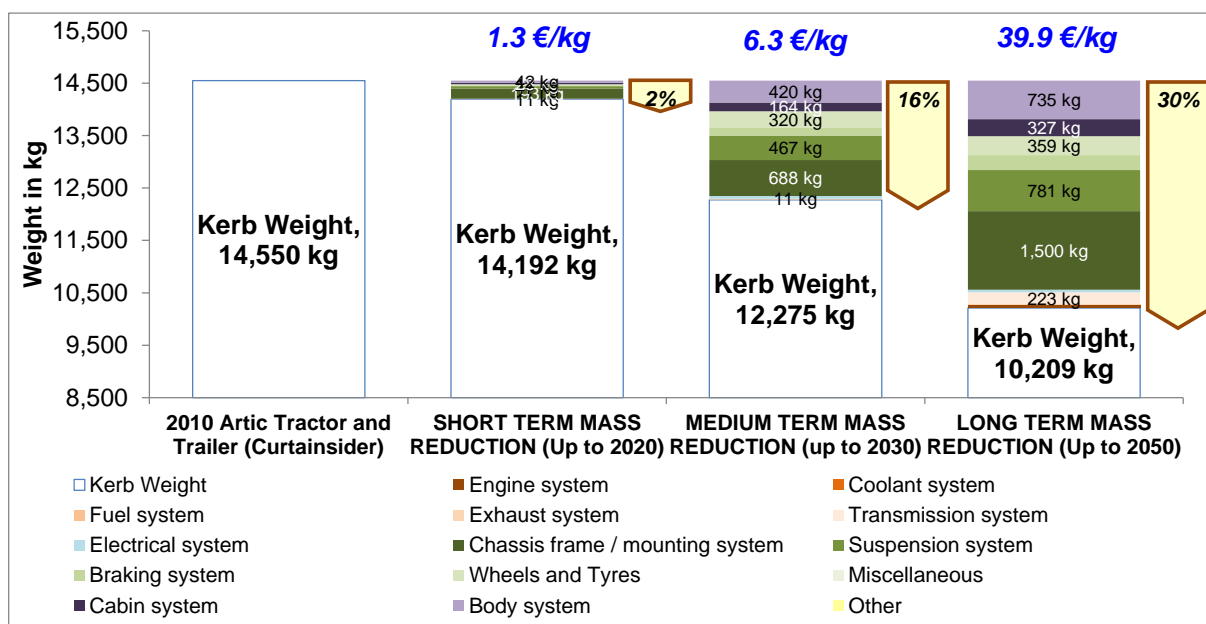 1.3 €/kg
6.3 €/kg
39.9 €/kg
Weight in kg
15,500
14,500
13,500
12,500
11,500
10,500
9,500
8,500
Kerb Weight,
14,550 kg
11 kg
2%
Kerb Weight,
14,192 kg
420 kg
164 kg
320 kg
467 kg
688 kg
11 kg
16%
Kerb Weight,
12,275 kg
735 kg
327 kg
359 kg
781 kg
1,500 kg
223 kg
30%
Kerb Weight,
10,209 kg
2010 Artic Tractor and
Trailer (Curtainsider)
SHORT TERM MASS
REDUCTION (Up to 2020)
MEDIUM TERM MASS
REDUCTION (up to 2030)
LONG TERM MASS
REDUCTION (Up to 2050)
Kerb Weight
Engine system
Coolant system
Fuel system
Exhaust system
Transmission system
Electrical system
Chassis frame / mounting system
Suspension system
Braking system
Wheels and Tyres
Miscellaneous
Cabin system
Body system
Other